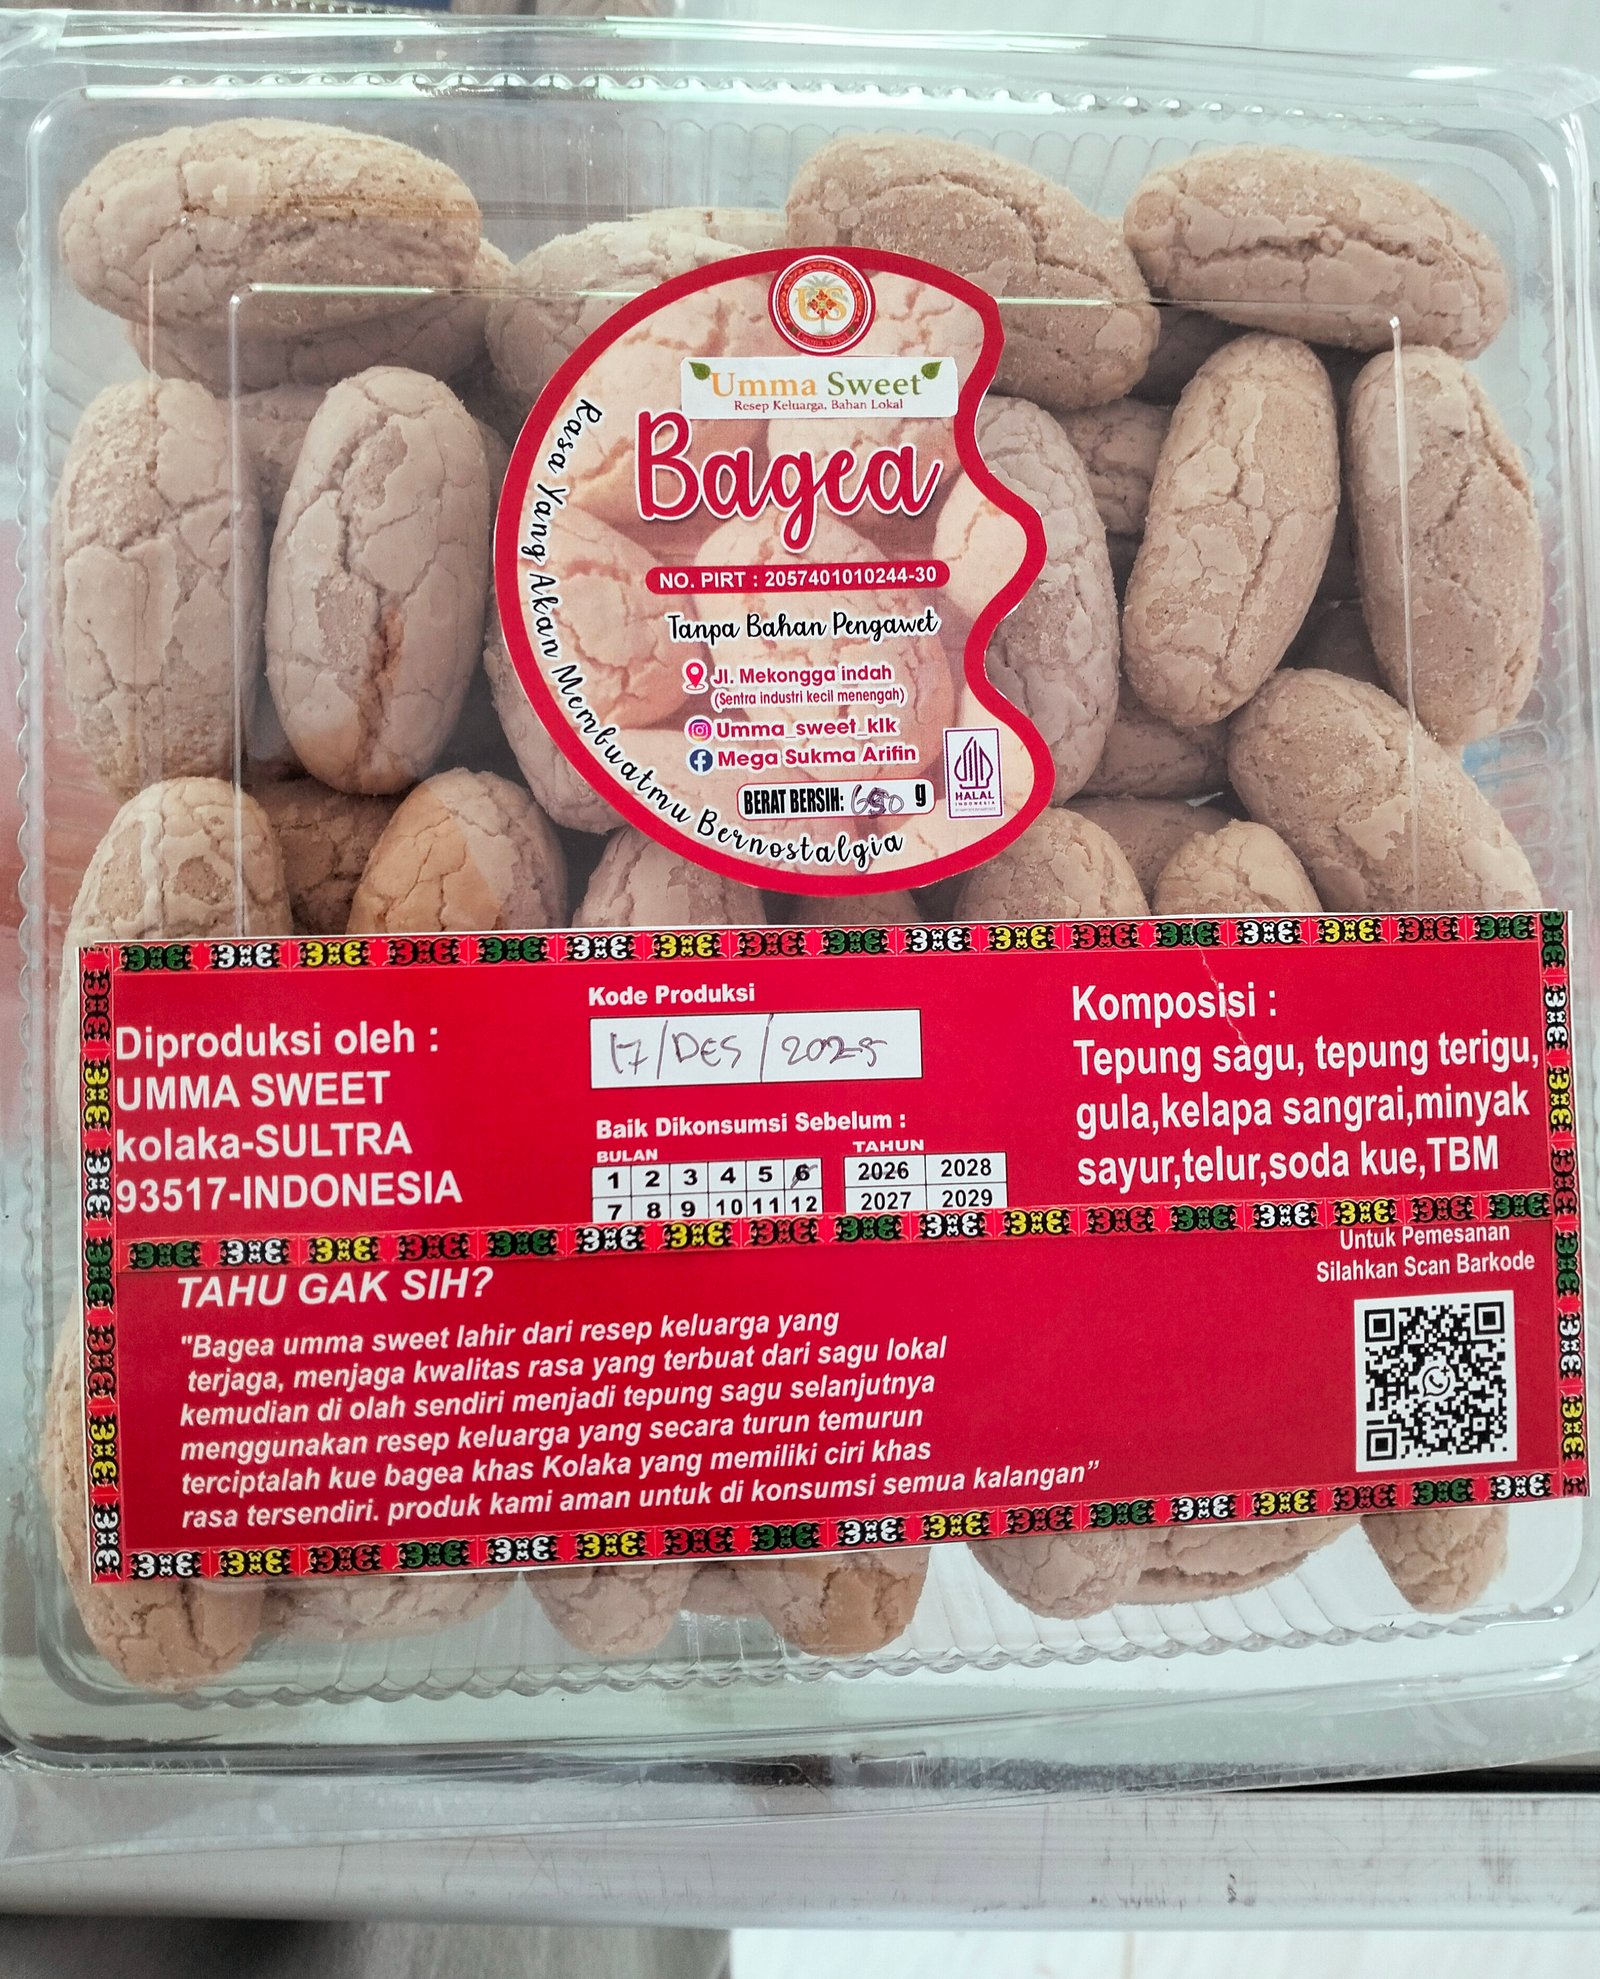 Umma Sweet
Resep Keluarga, Bahan Lokal
Bagea
NO. PIRT : 2057401010244-30
Tanpa Bahan Pengawet
Jl. Mekongga indah
(Sentra industri kecil menengah)
Umma_sweet_klk
Mega Sukma Arifin
BERAT BERSIH: 650 g
HALAL
INDONESIA
Rasa Yang Akan Membuatmu Bernostalgia
Diproduksi oleh :
UMMA SWEET
kolaka-SULTRA
93517-INDONESIA
Kode Produksi
17/DES/2025
Baik Dikonsumsi Sebelum :
BULAN
1 2 3 4 5 6
7 8 9 10 11 12
TAHUN
2026 2028
2027 2029
Komposisi :
Tepung sagu, tepung terigu,
gula,kelapa sangrai,minyak
sayur,telur,soda kue,TBM
TAHU GAK SIH?
"Bagea umma sweet lahir dari resep keluarga yang
terjaga, menjaga kwalitas rasa yang terbuat dari sagu lokal
kemudian di olah sendiri menjadi tepung sagu selanjutnya
menggunakan resep keluarga yang secara turun temurun
terciptalah kue bagea khas Kolaka yang memiliki ciri khas
rasa tersendiri. produk kami aman untuk di konsumsi semua kalangan”
Untuk Pemesanan
Silahkan Scan Barkode